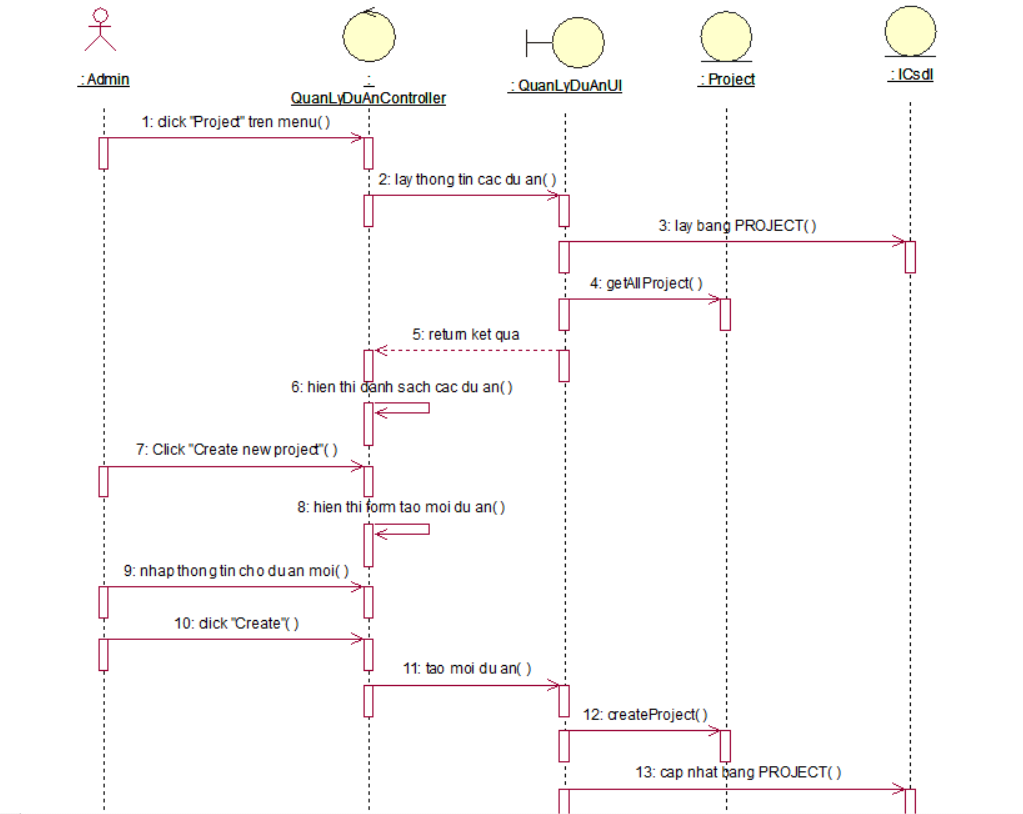 : Admin
:
QuanLyDuAnController
: QuanLyDuAnUI
: Project
: ICsdl
1: click "Project" tren menu( )
2: lay thong tin cac du an( )
3: lay bang PROJECT( )
4: getAllProject( )
5: return ket qua
6: hien thi danh sach cac du an( )
7: Click "Create new project"( )
8: hien thi form tao moi du an( )
9: nhap thong tin cho du an moi( )
10: click "Create"( )
11: tao moi du an( )
12: createProject( )
13: cap nhat bang PROJECT( )